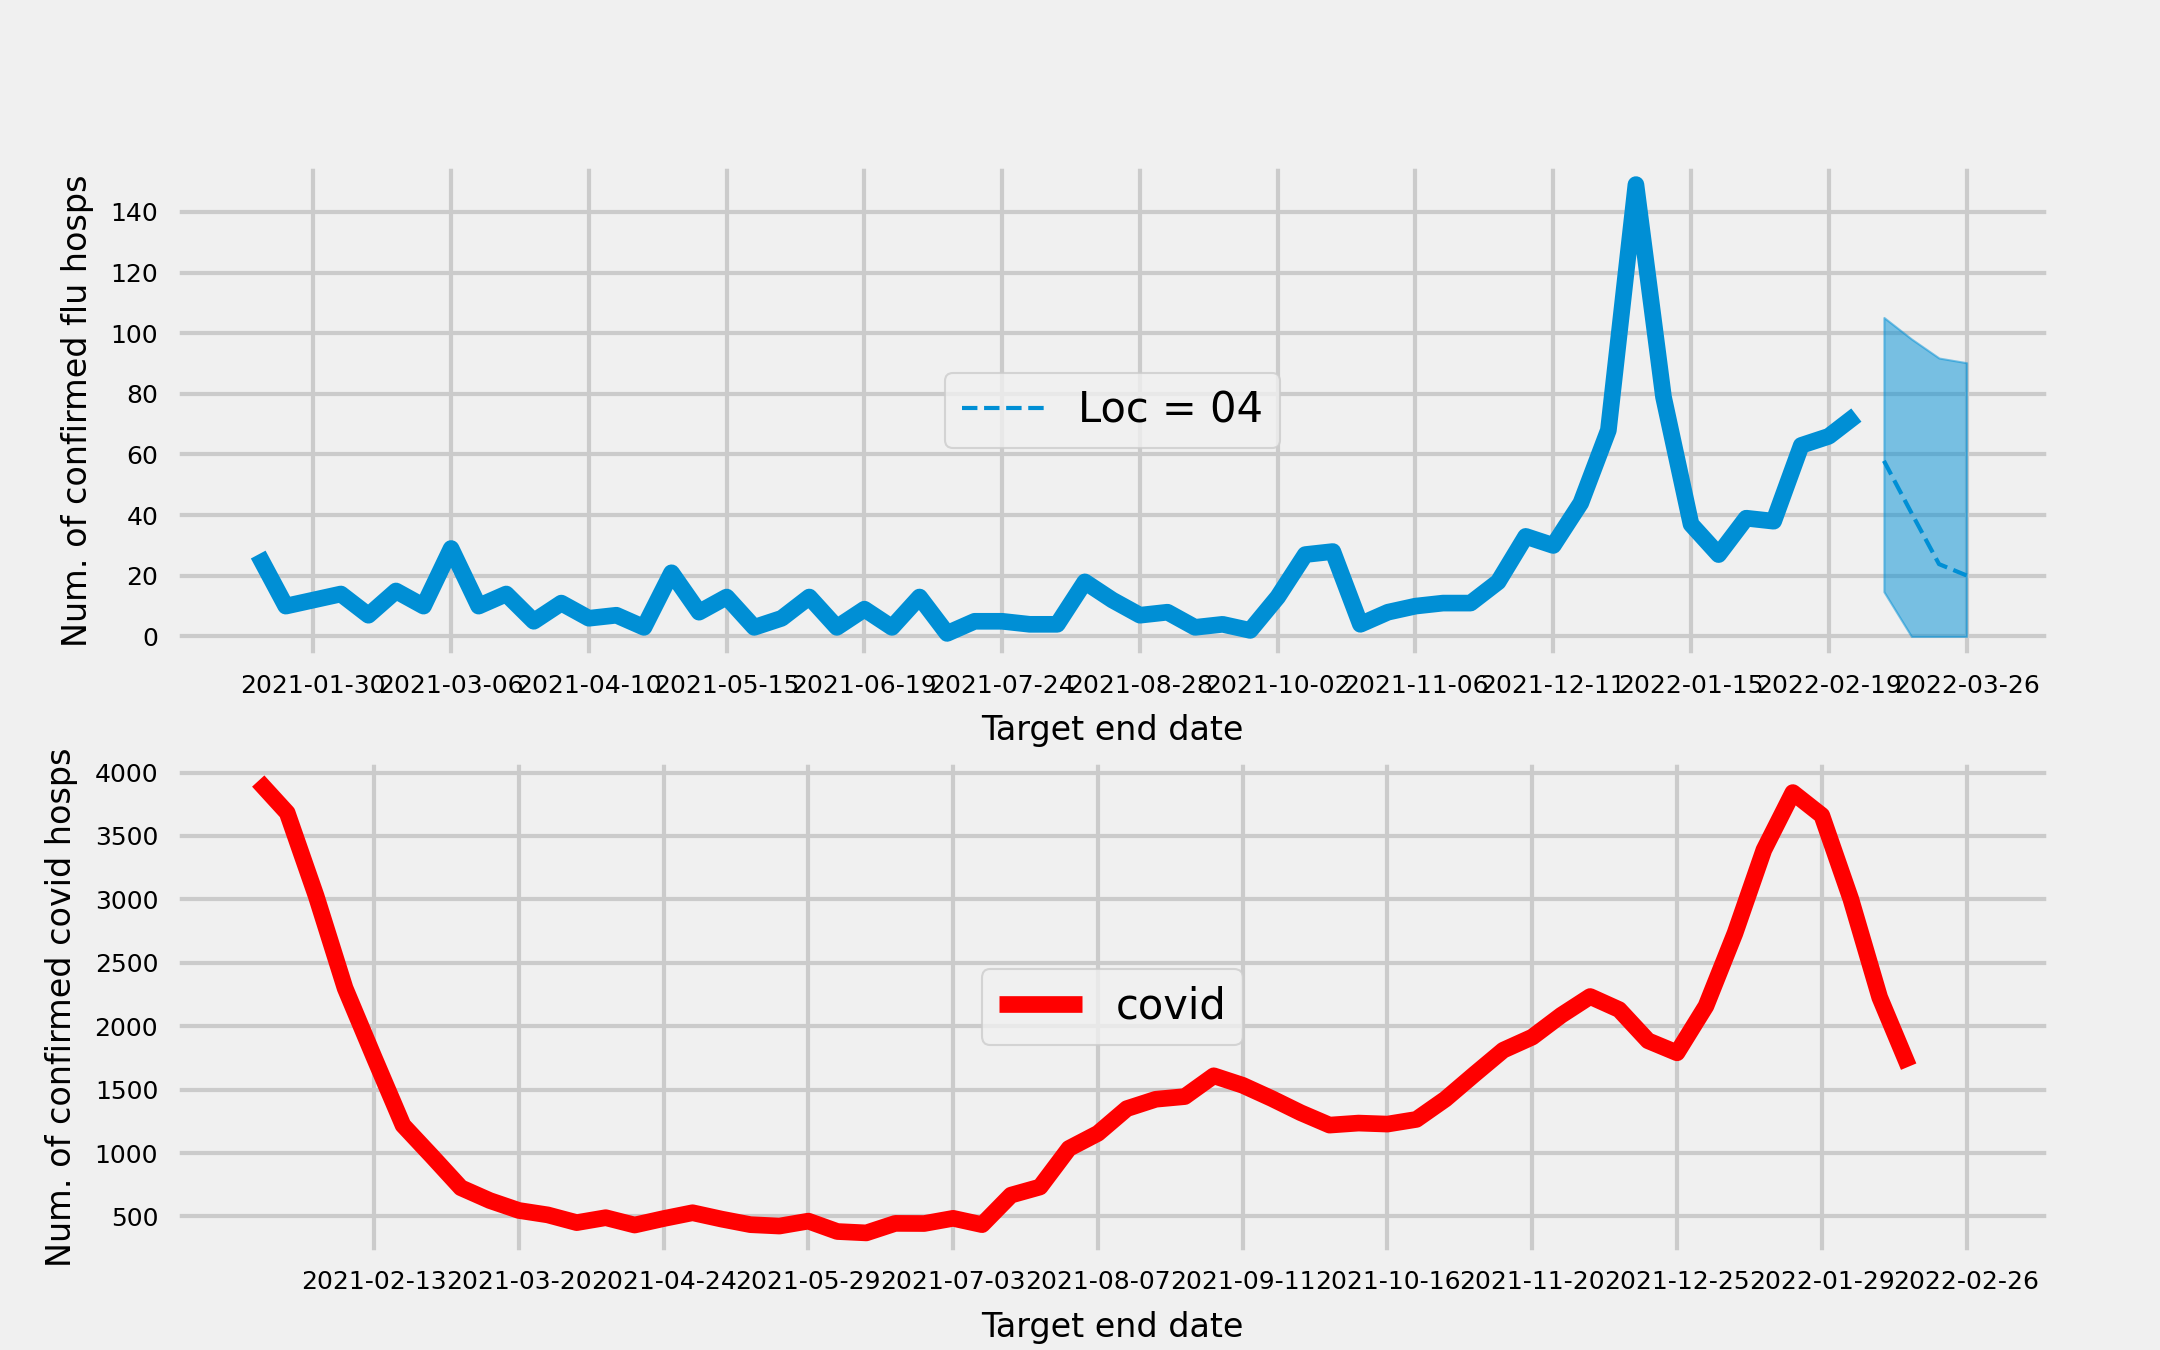 Num. of confirmed flu hosps
140
120
100
80
60
40
20
0
Loc = 04
2021-01-30 2021-03-06 2021-04-10 2021-05-15 2021-06-19 2021-07-24 2021-08-28 2021-10-02 2021-11-06 2021-12-11 2022-01-15 2022-02-19 2022-03-26
Target end date
Num. of confirmed covid hosps
4000
3500
3000
2500
2000
1500
1000
500
covid
2021-02-13 2021-03-20 2021-04-24 2021-05-29 2021-07-03 2021-08-07 2021-09-11 2021-10-16 2021-11-20 2021-12-25 2022-01-29 2022-02-26
Target end date